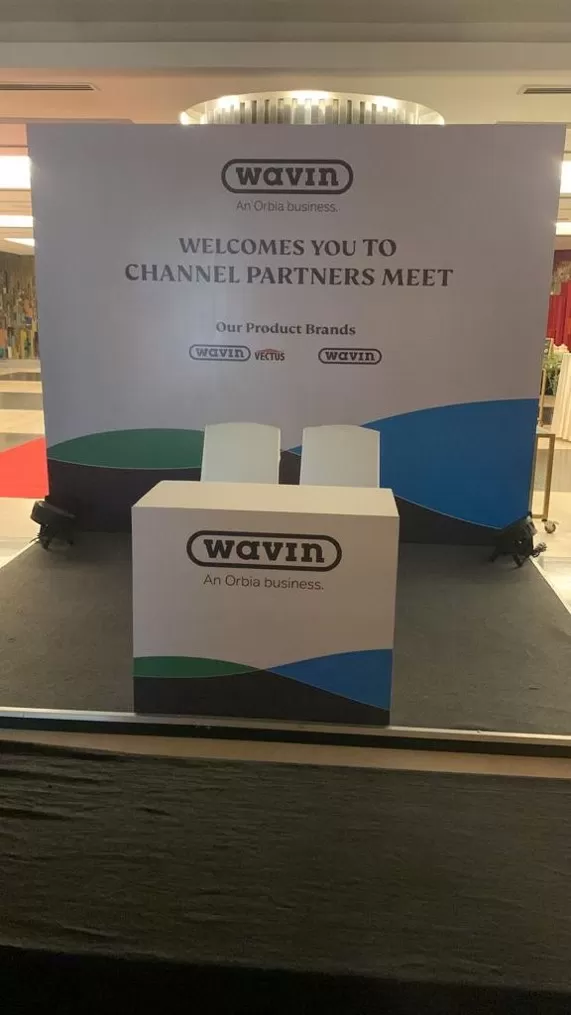 wavin
An Orbia business.
WELCOMES YOU TO
CHANNEL PARTNERS MEET
Our Product Brands
wavin VECTUS wavin
wavin
An Orbia business.